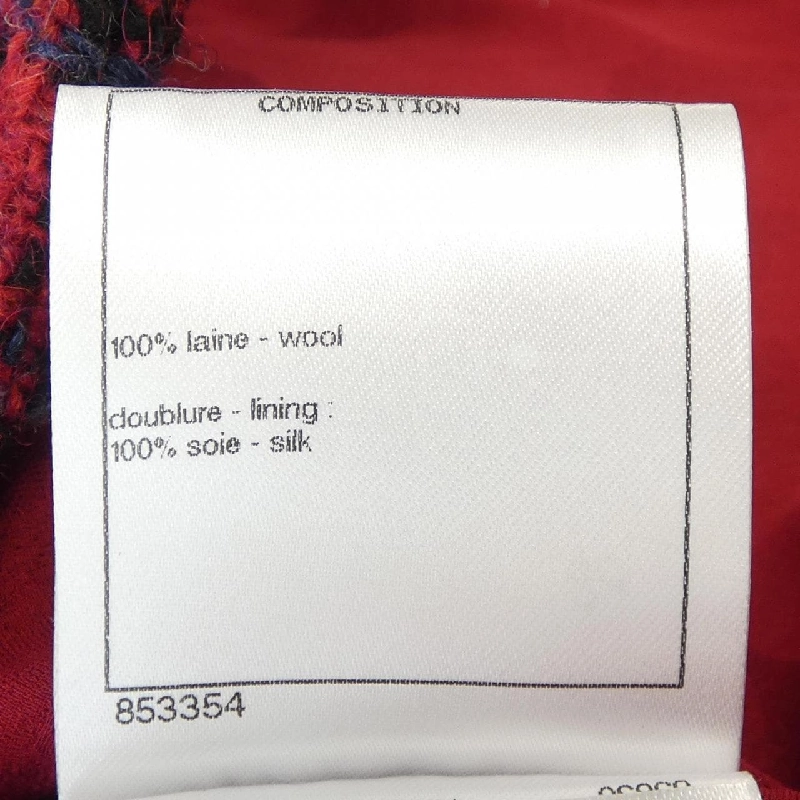 COMPOSITION
100% laine - wool
doublure - lining :
100% soie - silk
853354